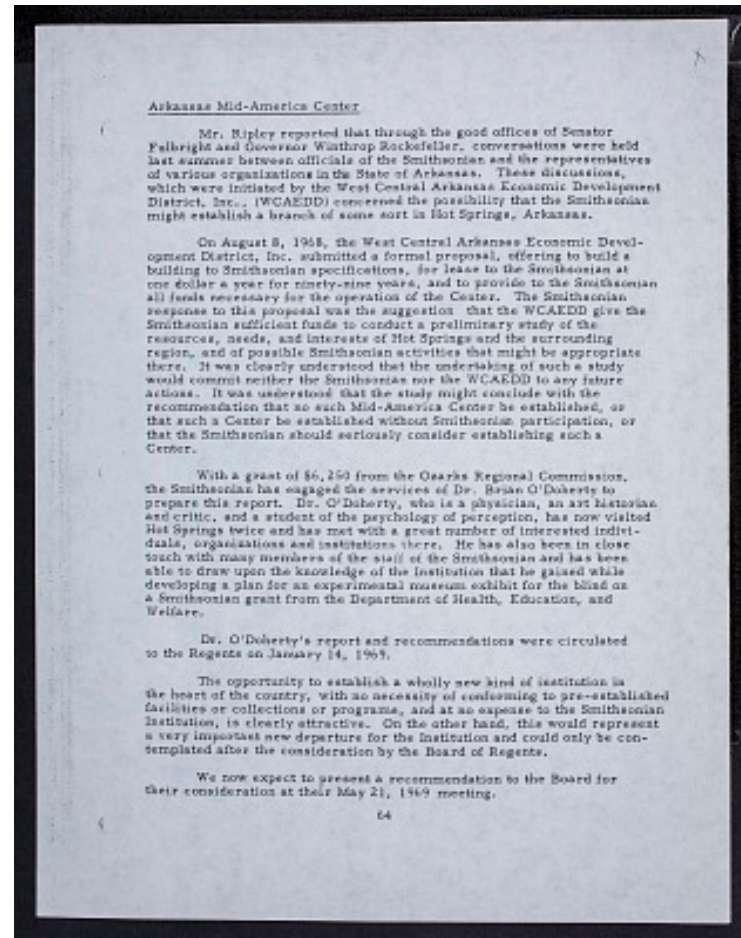 Arkansas Mid-America Center
Mr. Ripley reported that through the good offices of Senator
Fulbright and Governor Winthrop Rockefeller, conversations were held
last summer between officials of the Smithsonian and the representatives
of various organizations in the State of Arkansas. These discussions,
which were initiated by the West Central Arkansas Economic Development
District, Inc., (WCAEDD) concerned the possibility that the Smithsonian
might establish a branch of some sort in Hot Springs, Arkansas.
On August 8, 1968, the West Central Arkansas Economic Devel-
opment District, Inc. submitted a formal proposal, offering to build a
building to Smithsonian specifications, for lease to the Smithsonian at
one dollar a year for ninety-nine years, and to provide to the Smithsonian
all funds necessary for the operation of the Center. The Smithsonian
response to this proposal was the suggestion that the WCAEDD give the
Smithsonian sufficient funds to conduct a preliminary study of the
resources, needs, and interests of Hot Springs and the surrounding
region, and of possible Smithsonian activities that might be appropriate
there. It was clearly understood that the undertaking of such a study
would commit neither the Smithsonian nor the WCAEDD to any future
actions. It was understood that the study might conclude with the
recommendation that no such Mid-America Center be established, or
that such a Center be established without Smithsonian participation, or
that the Smithsonian should seriously consider establishing such a
Center.
With a grant of $6,250 from the Ozarks Regional Commission,
the Smithsonian has engaged the services of Dr. Brian O'Doherty to
prepare this report. Dr. O'Doherty, who is a physician, an art historian
and critic, and a student of the psychology of perception, has now visited
Hot Springs twice and has met with a great number of interested indivi-
duals, organizations and institutions there. He has also been in close
touch with many members of the staff of the Smithsonian and has been
able to draw upon the knowledge of the Institution that he gained while
developing a plan for an experimental museum exhibit for the blind on
a Smithsonian grant from the Department of Health, Education, and
Welfare.
Dr. O'Doherty's report and recommendations were circulated
to the Regents on January 14, 1969.
The opportunity to establish a wholly new kind of institution in
the heart of the country, with no necessity of conforming to pre-established
facilities or collections or programs, and at no expense to the Smithsonian
Institution, is clearly attractive. On the other hand, this would represent
a very important new departure for the Institution and could only be con-
templated after the consideration by the Board of Regents.
We now expect to present a recommendation to the Board for
their consideration at their May 21, 1969 meeting.
64